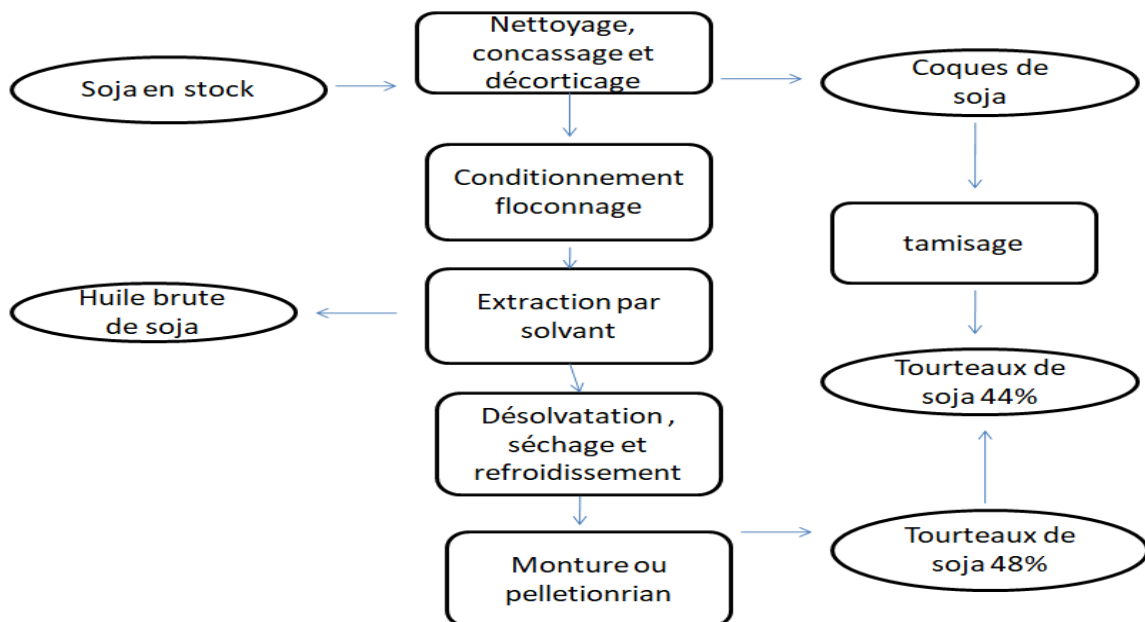 Nettoyage,
concassage et
décorticage
Soja en stock
Coques de
soja
Conditionnement
floconnage
tamisage
Huile brute
de soja
Extraction par
solvant
Tourteaux de
soja 44%
Désolvatation ,
séchage et
refroidissement
Monture ou
pelletionrian
Tourteaux de
soja 48%